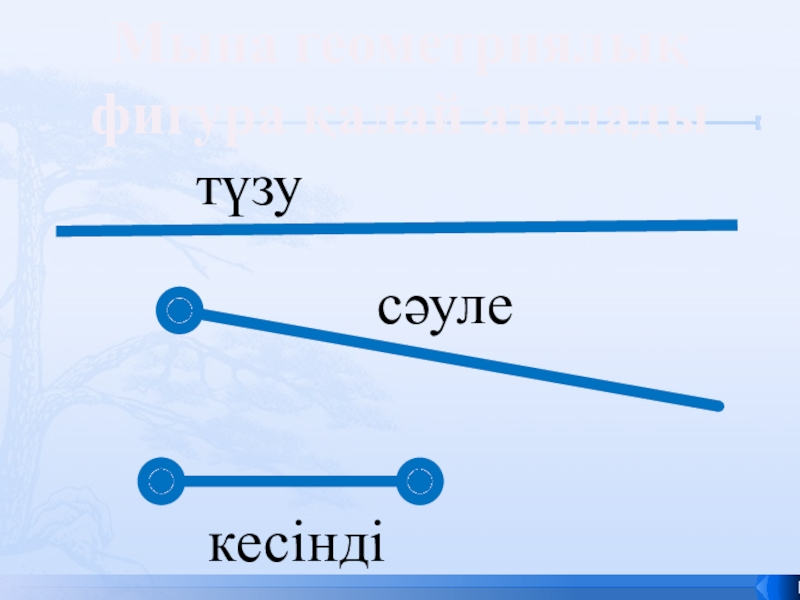 Мына геометриялық
фигура қалай аталады
түзу
сәуле
кесінді